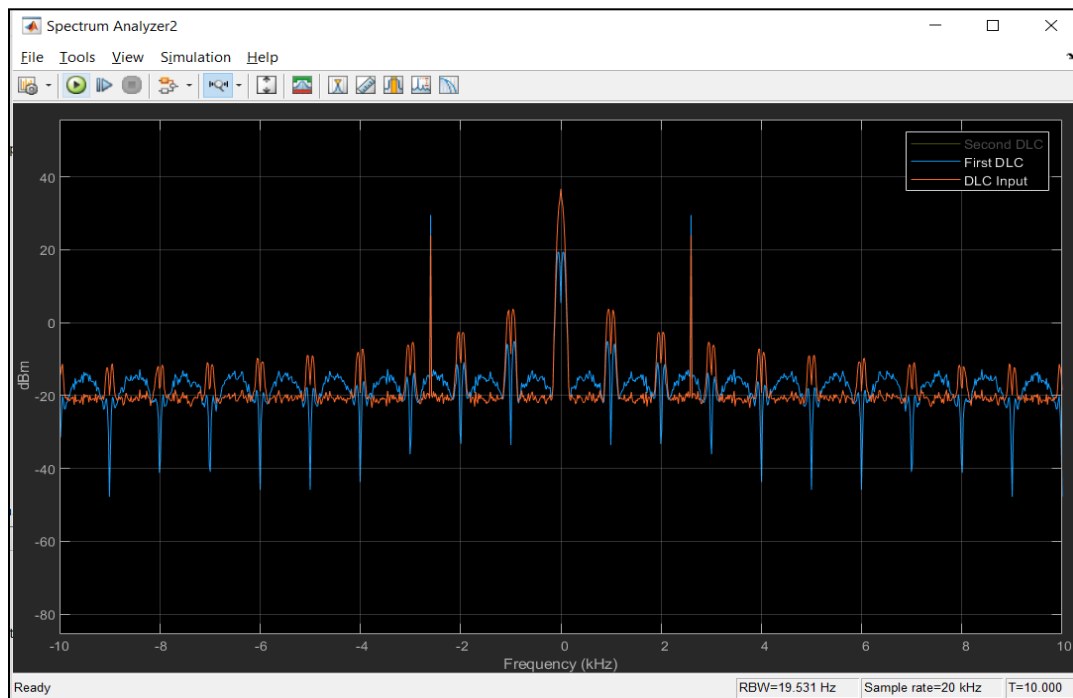 Spectrum Analyzer2
File Tools View Simulation Help
Second DLC
First DLC
DLC Input
40
20
0
-20
-40
-60
-80
dBm
-10 -8 -6 -4 -2 0 2 4 6 8 10
Frequency (kHz)
Ready RBW=19.531 Hz Sample rate=20 kHz T=10.000